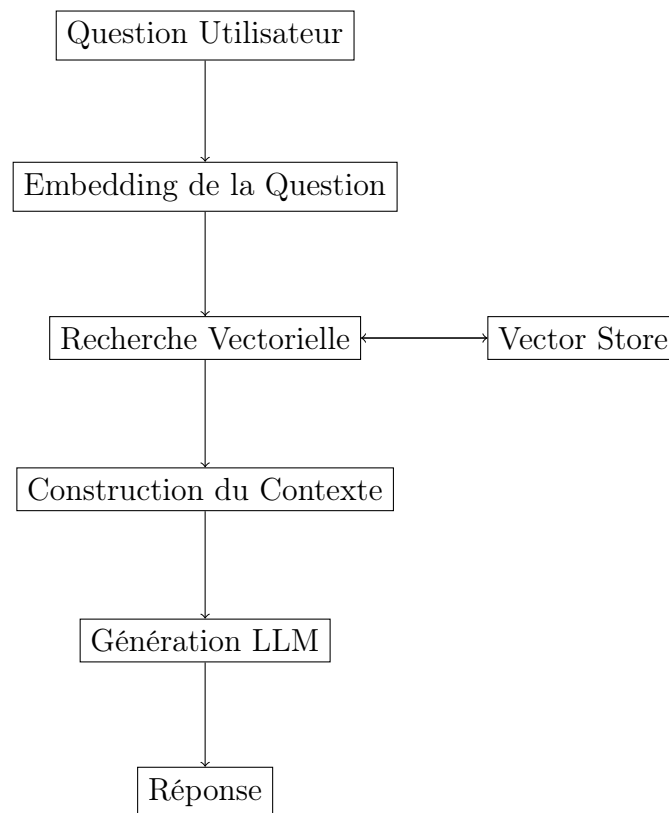 Question Utilisateur
Embedding de la Question
Recherche Vectorielle
Vector Store
Construction du Contexte
Génération LLM
Réponse